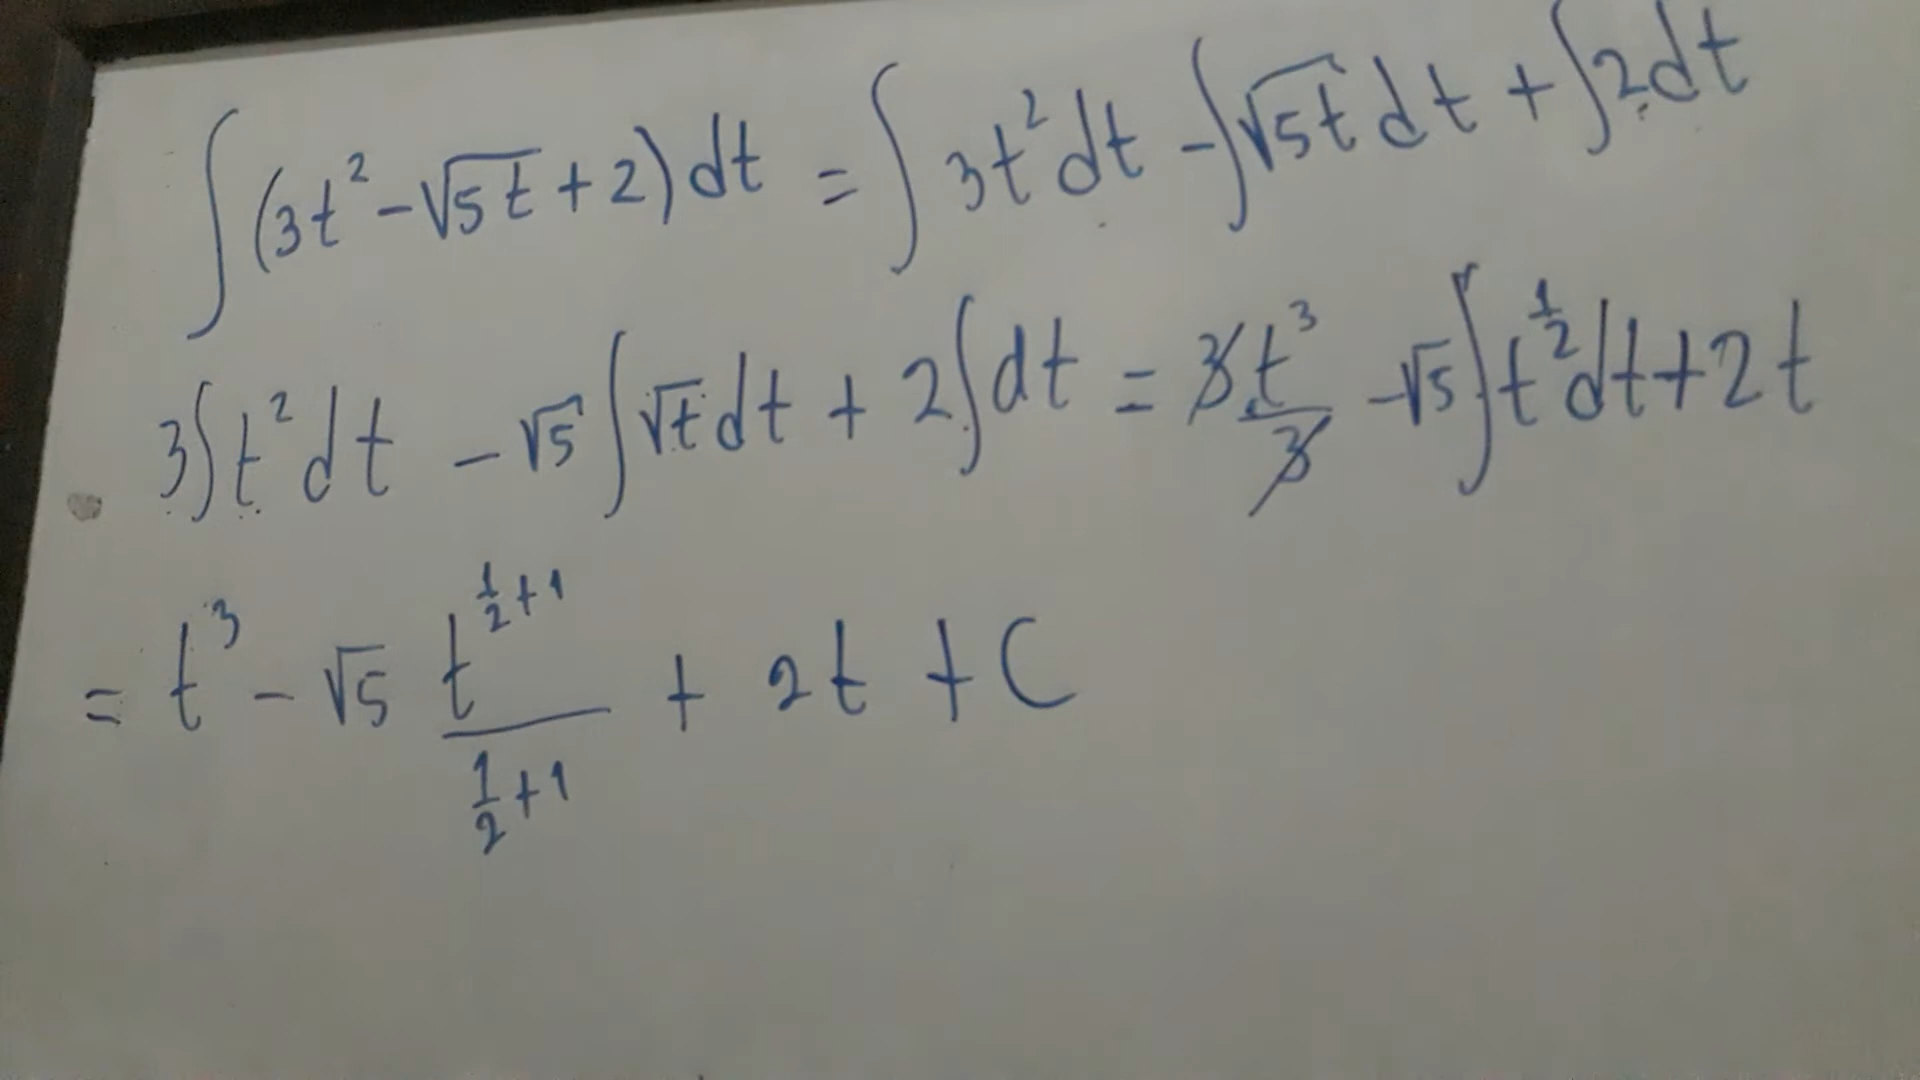 ∫(3t²-√5t+2)dt = ∫3t²dt - ∫√5t dt + ∫2dt
3∫t²dt - √5∫√t dt + 2∫dt = 3t³/3 - √5∫t^(1/2)dt + 2t
= t³ - √5 t^(1/2+1)/(1/2+1) + 2t + C